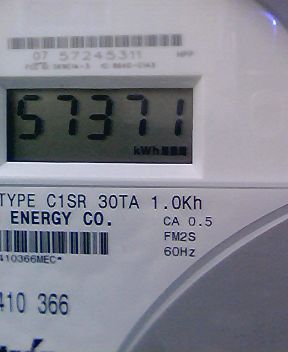 07 57245311 HPP
57371
kWh
TYPE C1SR 30TA 1.0Kh
ENERGY CO. CA 0.5
FM2S
410366MEC* 60Hz
410 366